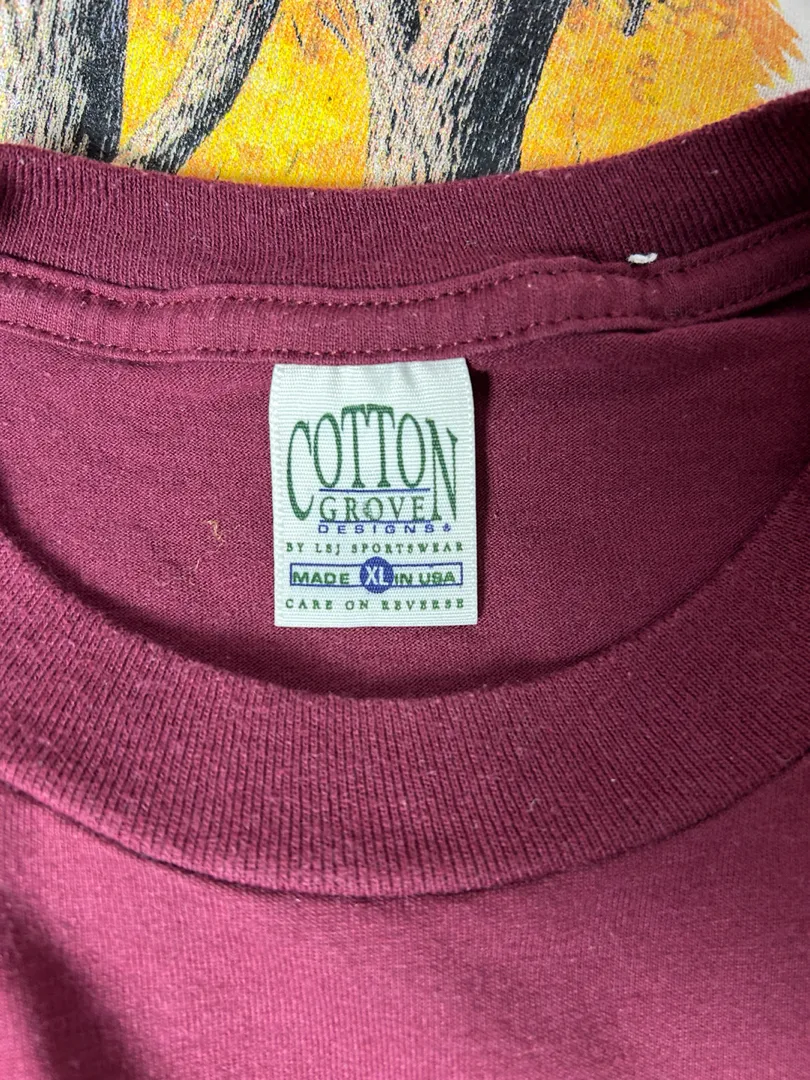 COTTON
GROVE
DESIGNS®
BY LSJ SPORTSWEAR
MADE XL IN USA
CARE ON REVERSE